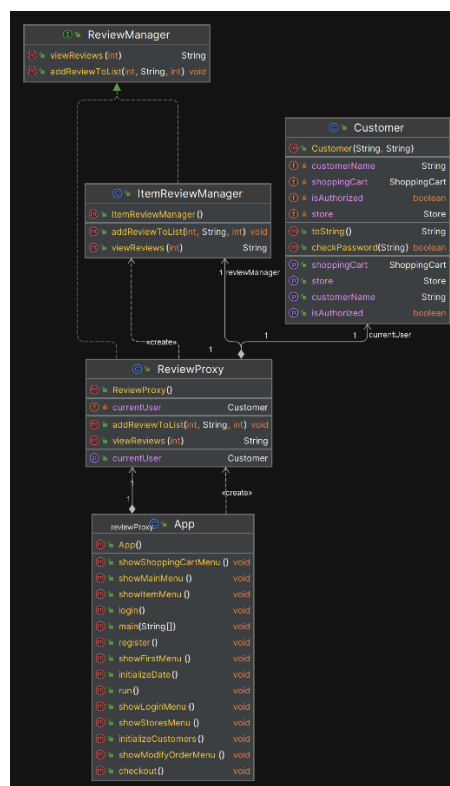 ReviewManager
viewReviews(int) String
addReviewToList(int, String, int) void
Customer
Customer(String, String)
customerName String
shoppingCart ShoppingCart
isAuthorized boolean
store Store
toString() String
checkPassword(String) boolean
shoppingCart ShoppingCart
store Store
customerName String
isAuthorized boolean
ItemReviewManager
ItemReviewManager()
addReviewToList(int, String, int) void
viewReviews(int) String
1 reviewManager
«create»
1
1
1 currentUser
ReviewProxy
ReviewProxy()
currentUser Customer
addReviewToList(int, String, int) void
viewReviews(int) String
currentUser Customer
1
«create»
1
reviewProxy
App
App()
showShoppingCartMenu() void
showMainMenu() void
showItemMenu() void
login() void
main(String[]) void
register() void
showFirstMenu() void
initializeDate() void
run() void
showLoginMenu() void
showStoresMenu() void
initializeCustomers() void
showModifyOrderMenu() void
checkout() void